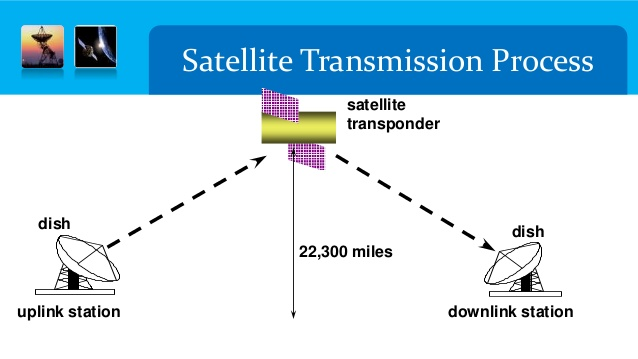 Satellite Transmission Process
satellite
transponder
dish
dish
22,300 miles
uplink station
downlink station